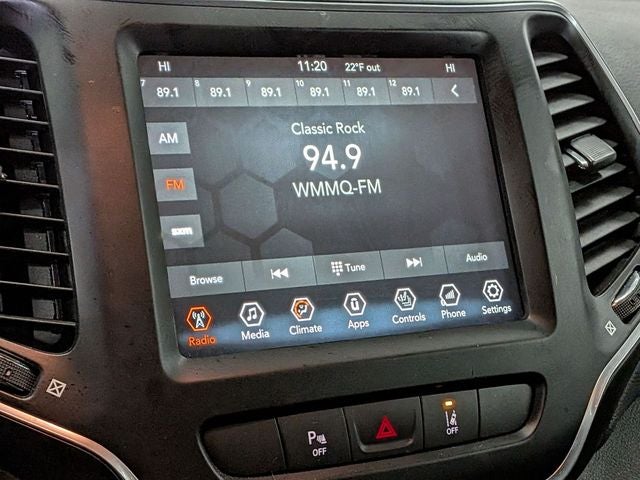 HI 11:20 22°F out HI
7 89.1 8 89.1 9 89.1 10 89.1 11 89.1 12 89.1
AM
Classic Rock
94.9
FM
WMMQ-FM
sxm
Browse Tune Audio
Radio Media Climate Apps Controls Phone Settings
P OFF
OFF